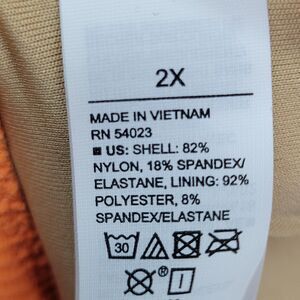 2X
MADE IN VIETNAM
RN 54023
■ US: SHELL: 82%
NYLON, 18% SPANDEX/
ELASTANE, LINING: 92%
POLYESTER, 8%
SPANDEX/ELASTANE
30
®